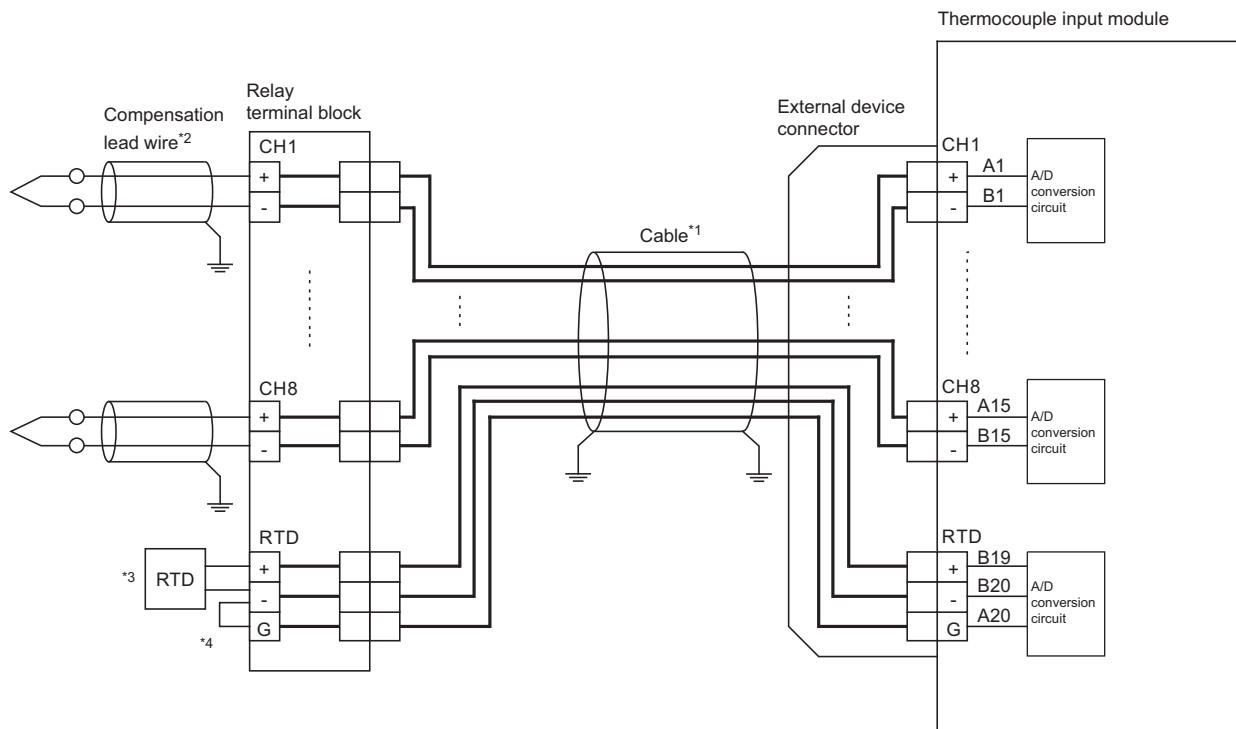 Thermocouple input module
Relay
terminal block
Compensation
lead wire*2
External device
connector
CH1
+
-
CH1
+
-
A1
B1
A/D
conversion
circuit
Cable*1
CH8
+
-
CH8
+
-
A15
B15
A/D
conversion
circuit
RTD
*3
RTD
+
-
G
*4
RTD
+
-
G
B19
B20
A20
A/D
conversion
circuit